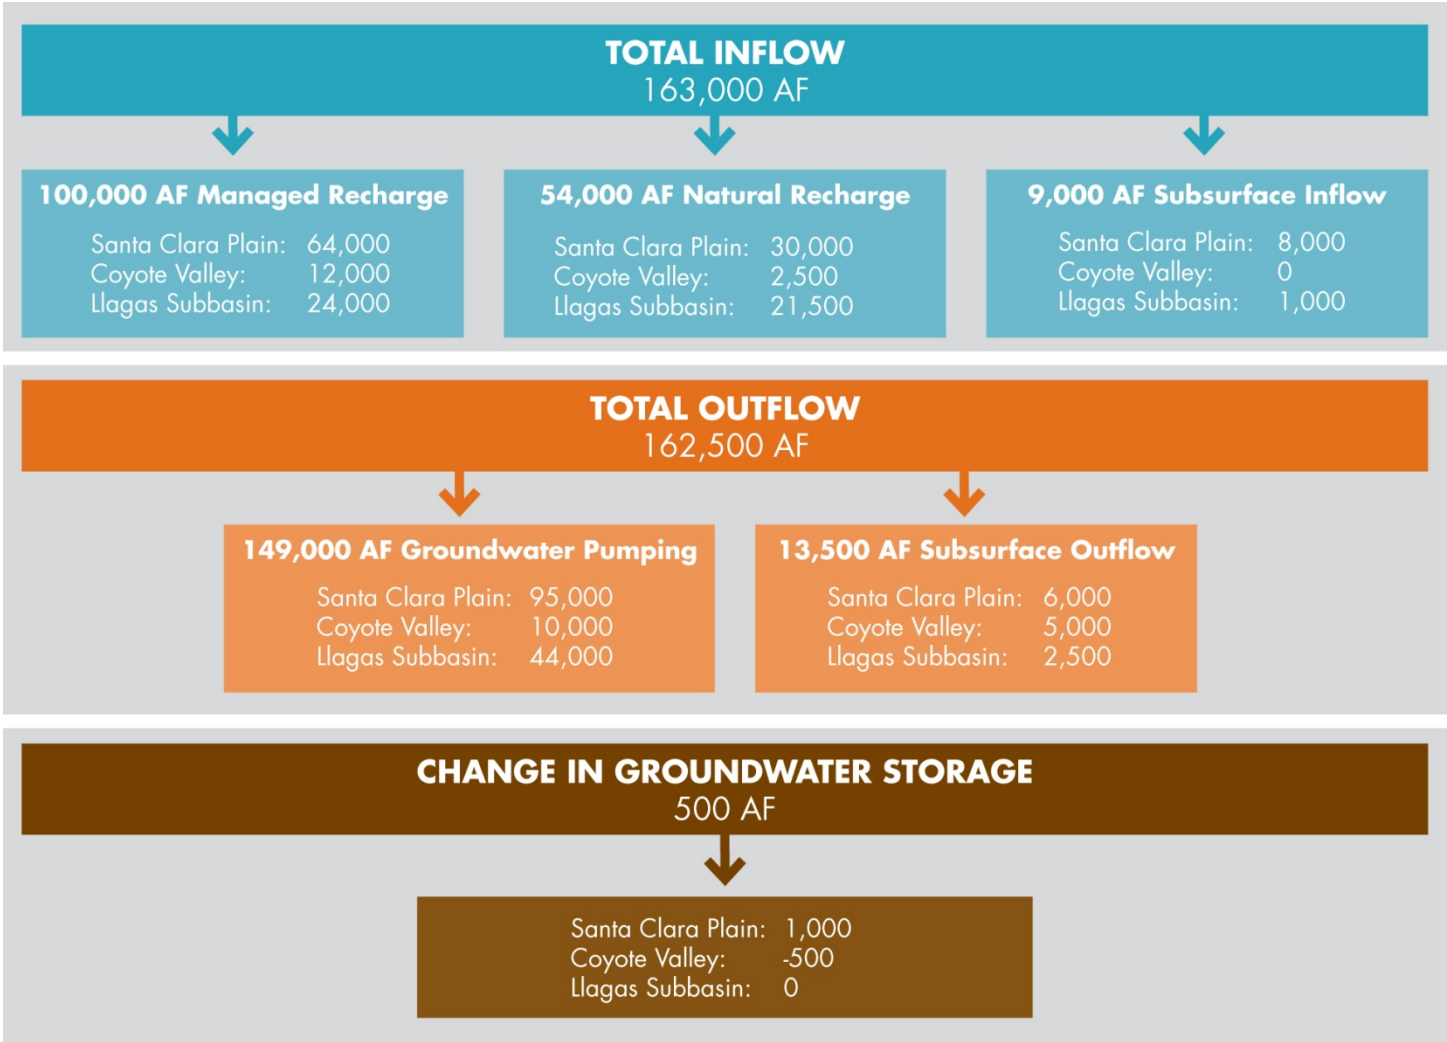 TOTAL INFLOW
163,000 AF
100,000 AF Managed Recharge
Santa Clara Plain: 64,000
Coyote Valley: 12,000
Llagas Subbasin: 24,000
54,000 AF Natural Recharge
Santa Clara Plain: 30,000
Coyote Valley: 2,500
Llagas Subbasin: 21,500
9,000 AF Subsurface Inflow
Santa Clara Plain: 8,000
Coyote Valley: 0
Llagas Subbasin: 1,000
TOTAL OUTFLOW
162,500 AF
149,000 AF Groundwater Pumping
Santa Clara Plain: 95,000
Coyote Valley: 10,000
Llagas Subbasin: 44,000
13,500 AF Subsurface Outflow
Santa Clara Plain: 6,000
Coyote Valley: 5,000
Llagas Subbasin: 2,500
CHANGE IN GROUNDWATER STORAGE
500 AF
Santa Clara Plain: 1,000
Coyote Valley: -500
Llagas Subbasin: 0